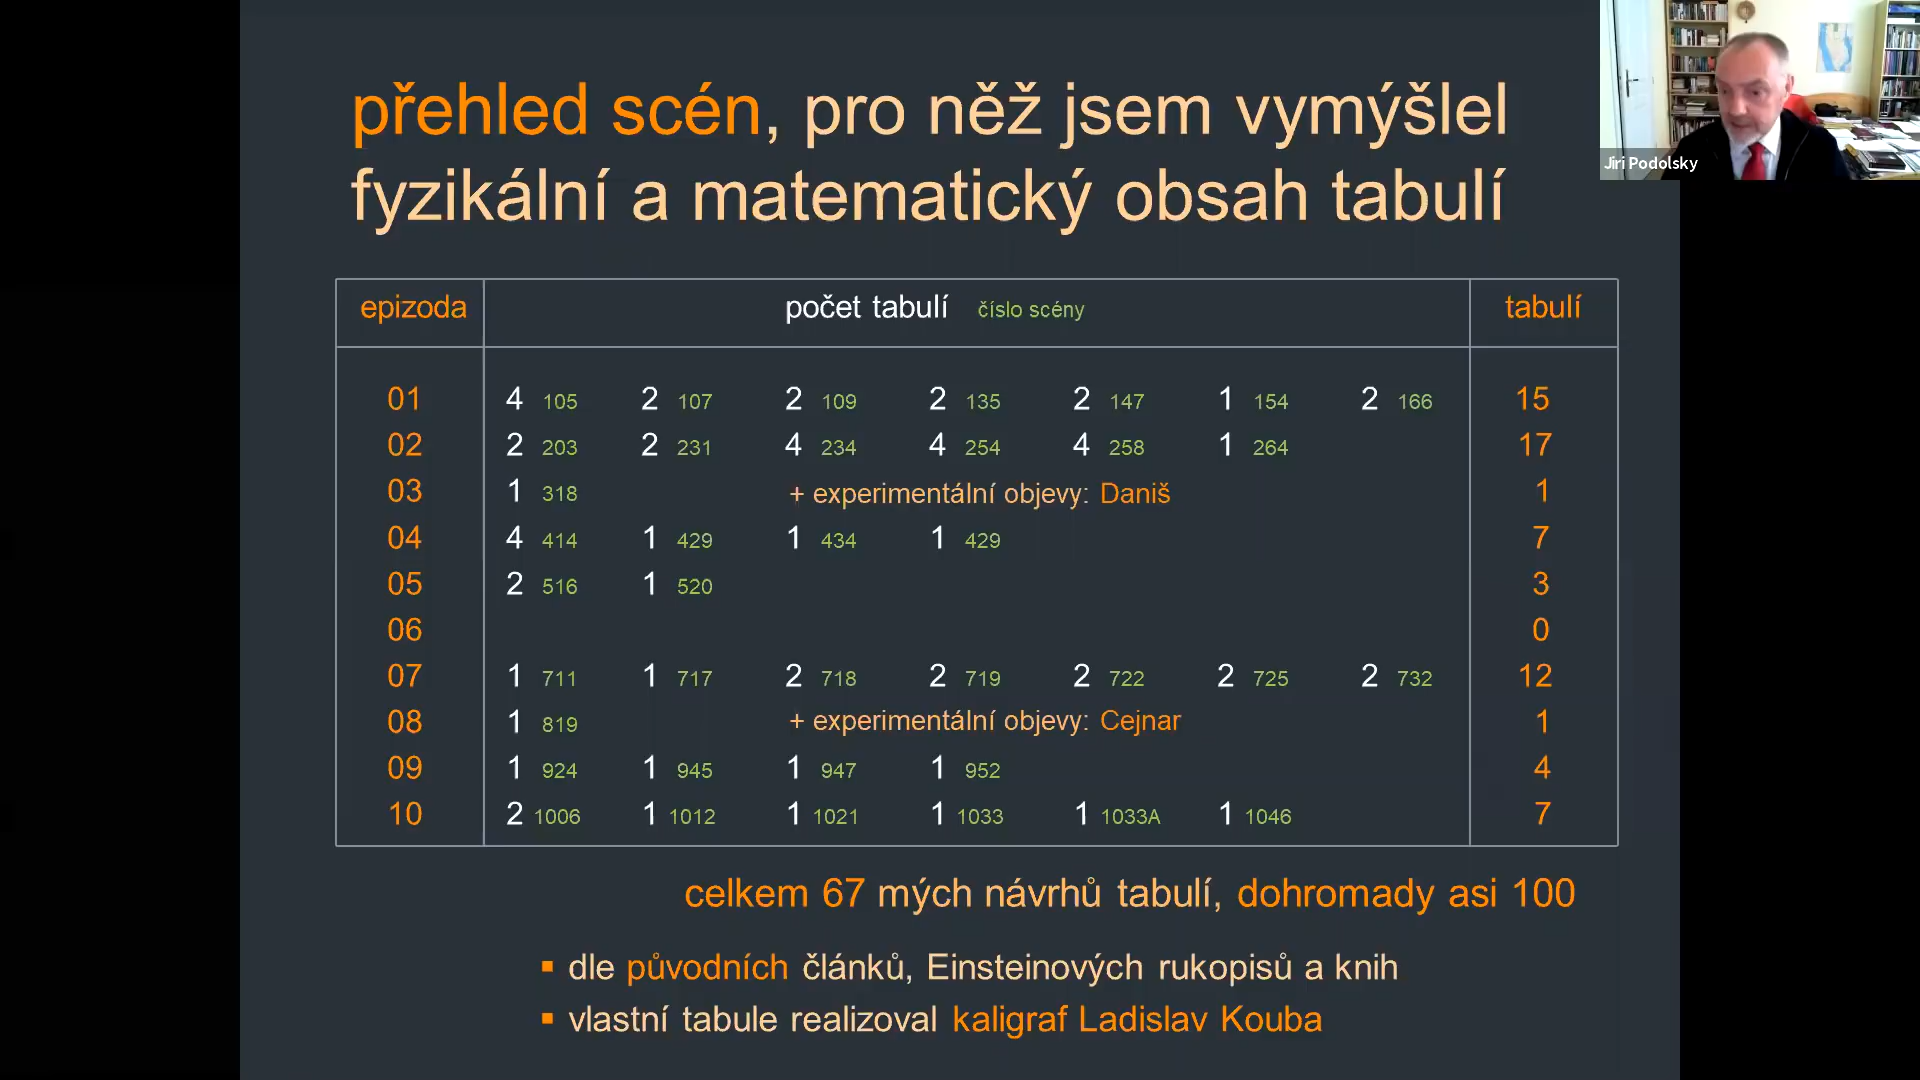 přehled scén, pro něž jsem vymýšlel
fyzikální a matematický obsah tabulí
Jiri Podolsky
epizoda počet tabulí číslo scény tabulí
01 4 105 2 107 2 109 2 135 2 147 1 154 2 166 15
02 2 203 2 231 4 234 4 254 4 258 1 264 17
03 1 318 + experimentální objevy: Daniš 1
04 4 414 1 429 1 434 1 429 7
05 2 516 1 520 3
06 0
07 1 711 1 717 2 718 2 719 2 722 2 725 2 732 12
08 1 819 + experimentální objevy: Cejnar 1
09 1 924 1 945 1 947 1 952 4
10 2 1006 1 1012 1 1021 1 1033 1 1033A 1 1046 7
celkem 67 mých návrhů tabulí, dohromady asi 100
▪ dle původních článků, Einsteinových rukopisů a knih
▪ vlastní tabule realizoval kaligraf Ladislav Kouba